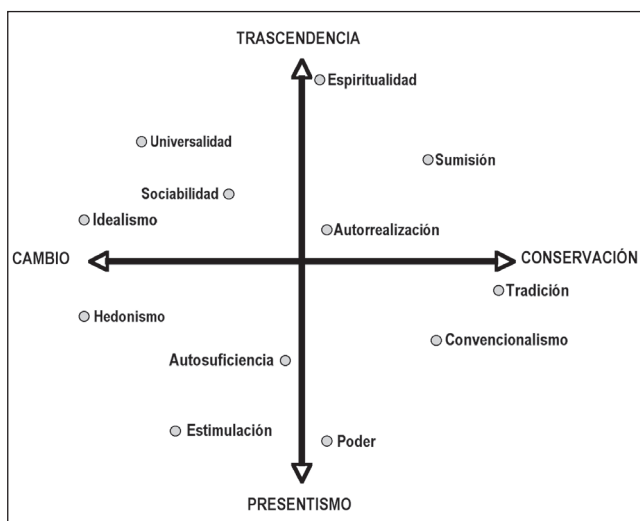 TRASCENDENCIA
Espiritualidad
Universalidad
Sumisión
Sociabilidad
Idealismo
Autorrealización
CAMBIO
CONSERVACIÓN
Tradición
Hedonismo
Convencionalismo
Autosuficiencia
Estimulación
Poder
PRESENTISMO